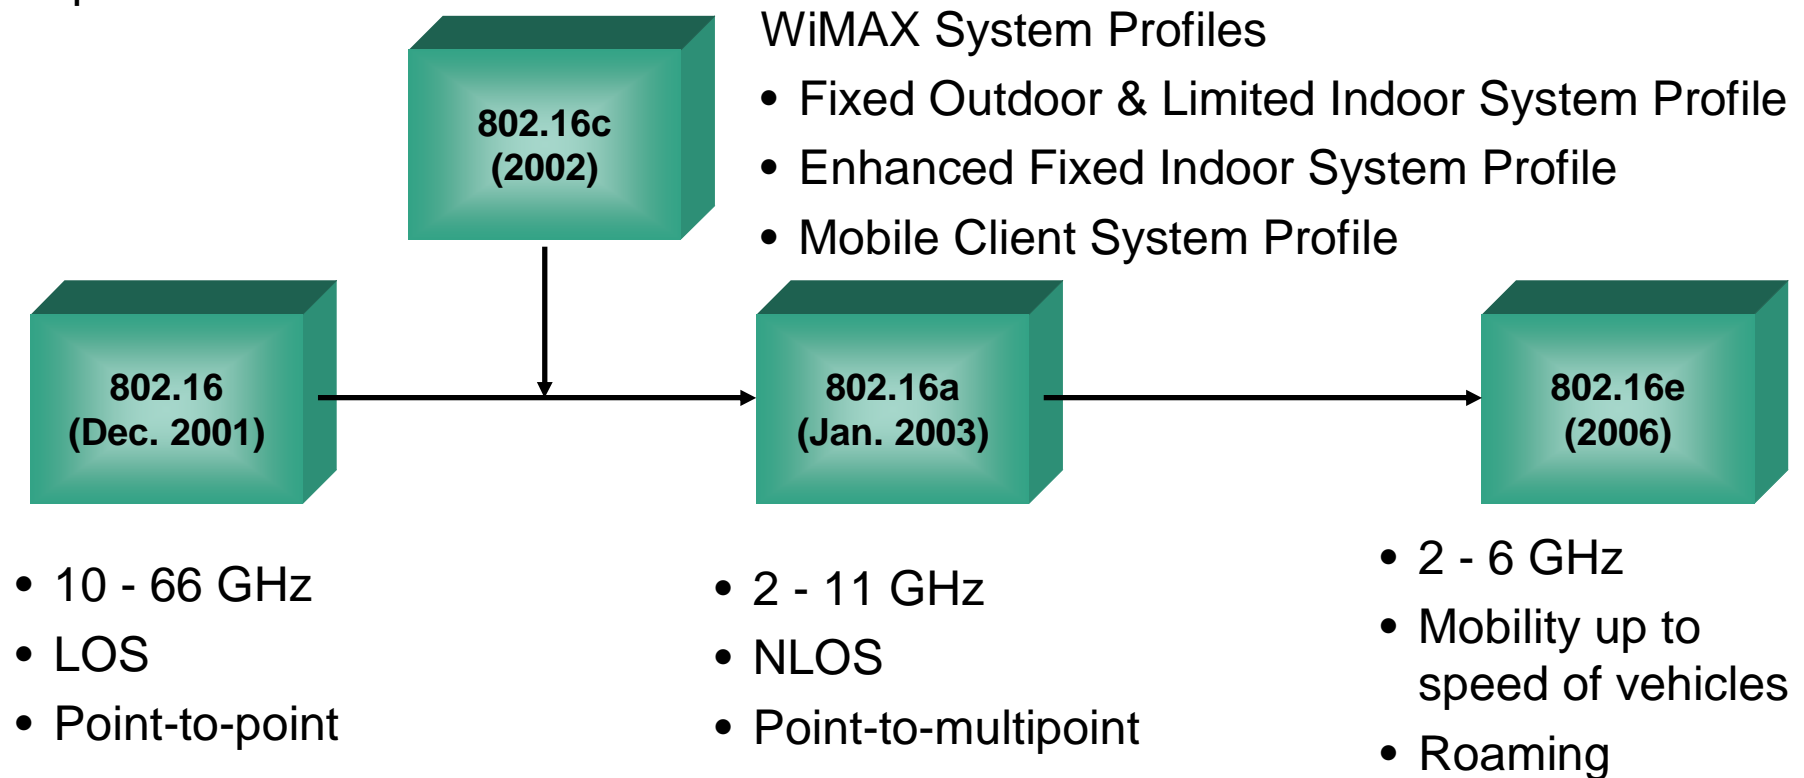 WiMAX System Profiles
• Fixed Outdoor & Limited Indoor System Profile
• Enhanced Fixed Indoor System Profile
• Mobile Client System Profile
802.16c
(2002)
802.16
(Dec. 2001)
802.16a
(Jan. 2003)
802.16e
(2006)
• 10 - 66 GHz
• LOS
• Point-to-point
• 2 - 11 GHz
• NLOS
• Point-to-multipoint
• 2 - 6 GHz
• Mobility up to
speed of vehicles
• Roaming